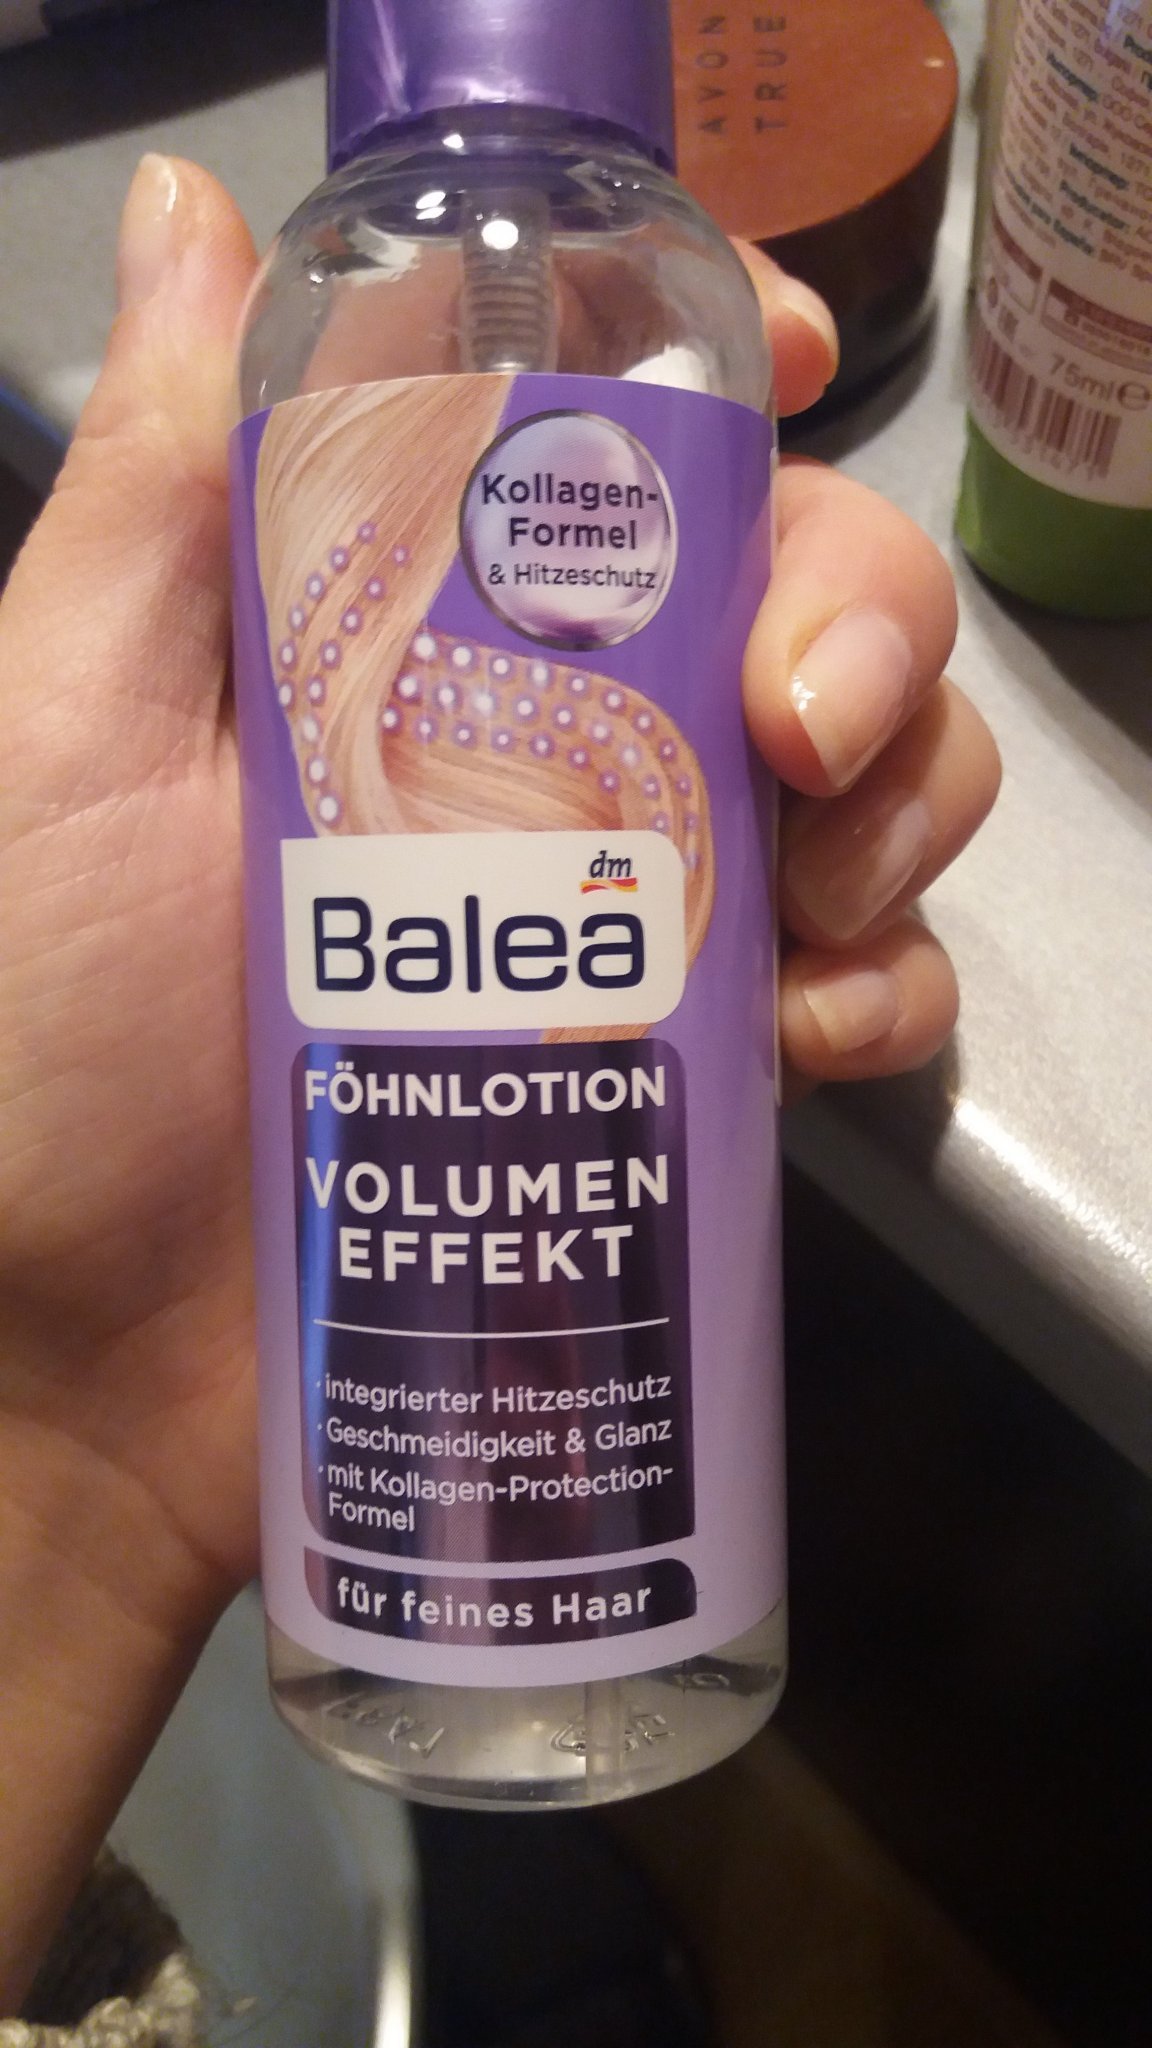 AVON
TRUE
Kollagen-
Formel
& Hitzeschutz
dm
Balea
FÖHNLOTION
VOLUMEN
EFFEKT
· integrierter Hitzeschutz
· Geschmeidigkeit & Glanz
· mit Kollagen-Protection-
Formel
für feines Haar
75ml e